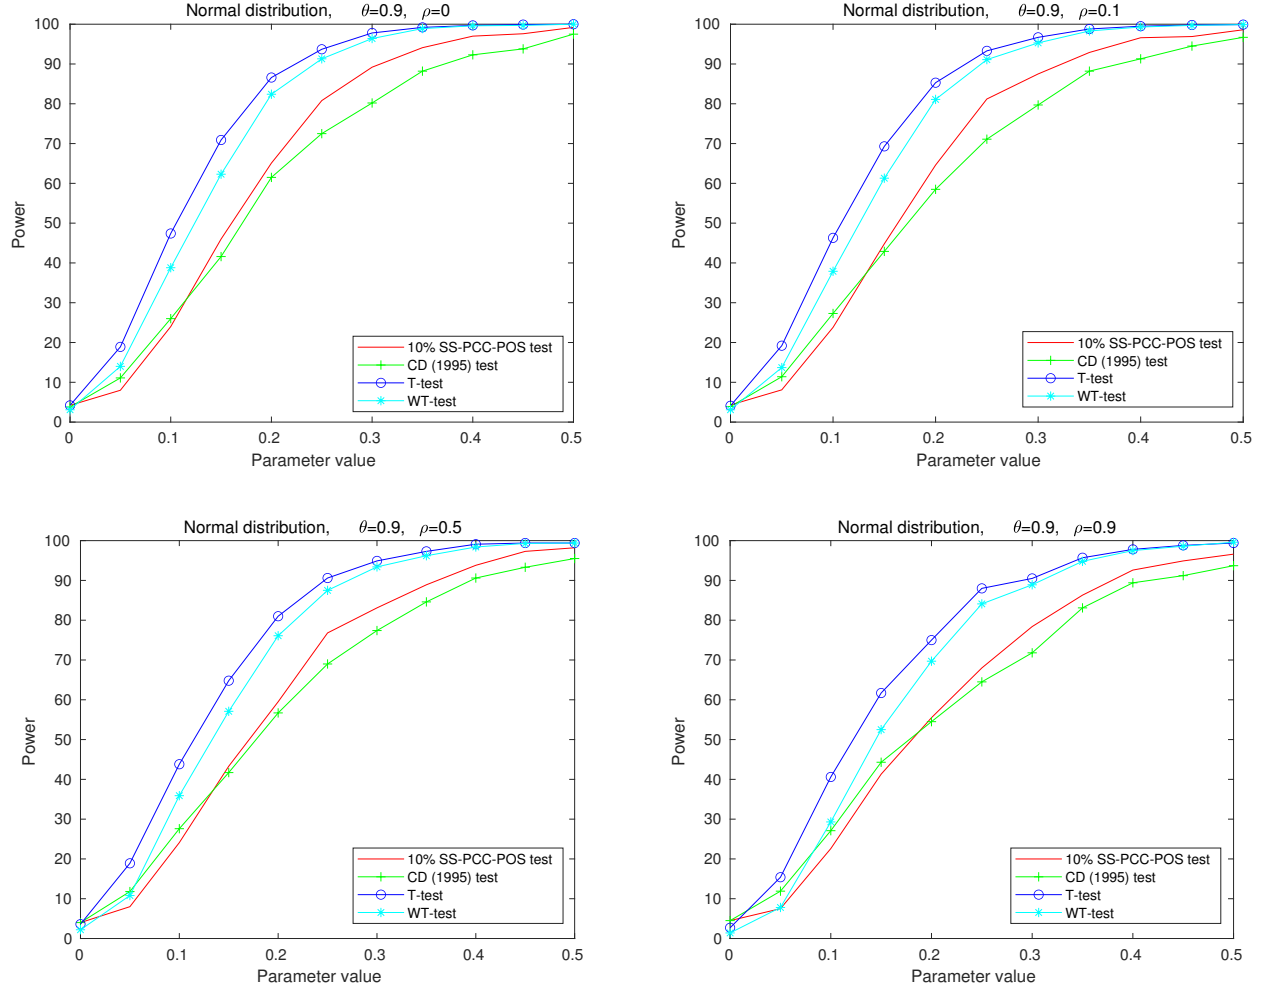 Normal distribution, θ=0.9, ρ=0
100
90
80
70
60
50
40
30
20
10
0
Power
0 0.1 0.2 0.3 0.4 0.5
Parameter value
10% SS-PCC-POS test
CD (1995) test
T-test
WT-test
Normal distribution, θ=0.9, ρ=0.1
100
90
80
70
60
50
40
30
20
10
0
Power
0 0.1 0.2 0.3 0.4 0.5
Parameter value
10% SS-PCC-POS test
CD (1995) test
T-test
WT-test
Normal distribution, θ=0.9, ρ=0.5
100
90
80
70
60
50
40
30
20
10
0
Power
0 0.1 0.2 0.3 0.4 0.5
Parameter value
10% SS-PCC-POS test
CD (1995) test
T-test
WT-test
Normal distribution, θ=0.9, ρ=0.9
100
90
80
70
60
50
40
30
20
10
0
Power
0 0.1 0.2 0.3 0.4 0.5
Parameter value
10% SS-PCC-POS test
CD (1995) test
T-test
WT-test